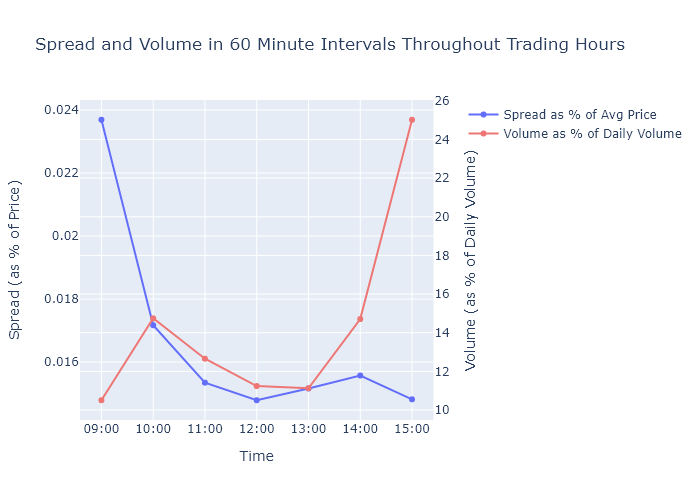 Spread and Volume in 60 Minute Intervals Throughout Trading Hours
Spread (as % of Price)
0.024
0.022
0.02
0.018
0.016
26
24
22
20
18
16
14
12
10
Volume (as % of Daily Volume)
Spread as % of Avg Price
Volume as % of Daily Volume
09:00 10:00 11:00 12:00 13:00 14:00 15:00
Time